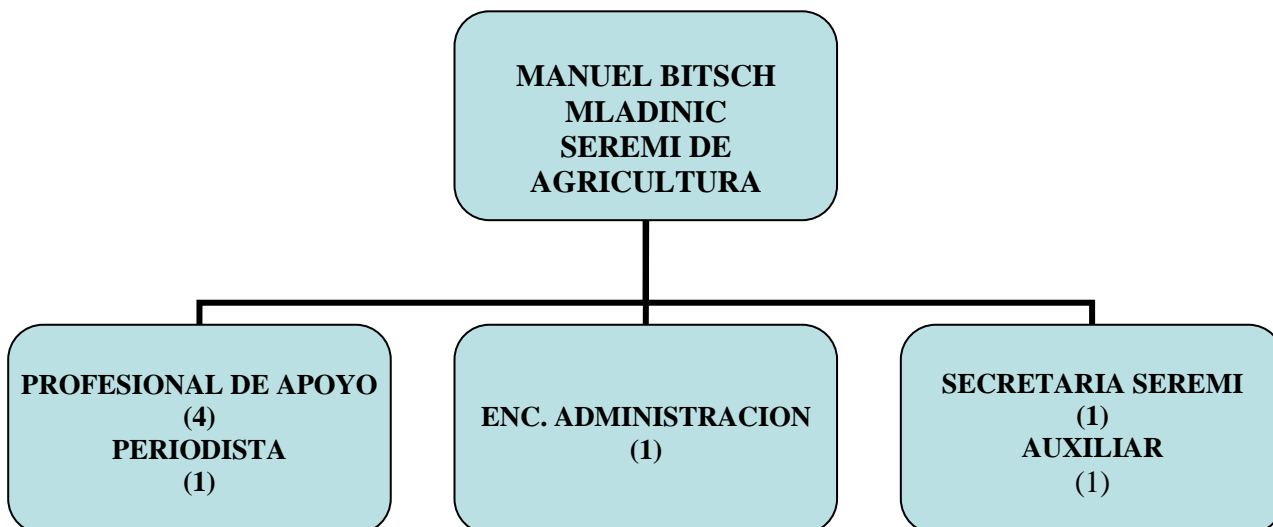 MANUEL BITSCH
MLADINIC
SEREMI DE
AGRICULTURA
PROFESIONAL DE APOYO
(4)
PERIODISTA
(1)
ENC. ADMINISTRACION
(1)
SECRETARIA SEREMI
(1)
AUXILIAR
(1)